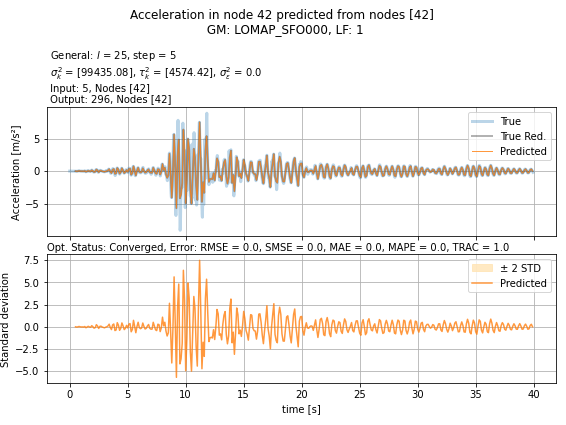 Acceleration in node 42 predicted from nodes [42]
GM: LOMAP_SFO000, LF: 1
General: l = 25, step = 5
σ²ₖ = [99435.08], τ²ₖ = [4574.42], σ²ε = 0.0
Input: 5, Nodes [42]
Output: 296, Nodes [42]
Acceleration [m/s²]
5
0
−5
True
True Red.
Predicted
Opt. Status: Converged, Error: RMSE = 0.0, SMSE = 0.0, MAE = 0.0, MAPE = 0.0, TRAC = 1.0
Standard deviation
7.5
5.0
2.5
0.0
−2.5
−5.0
± 2 STD
Predicted
0 5 10 15 20 25 30 35 40
time [s]